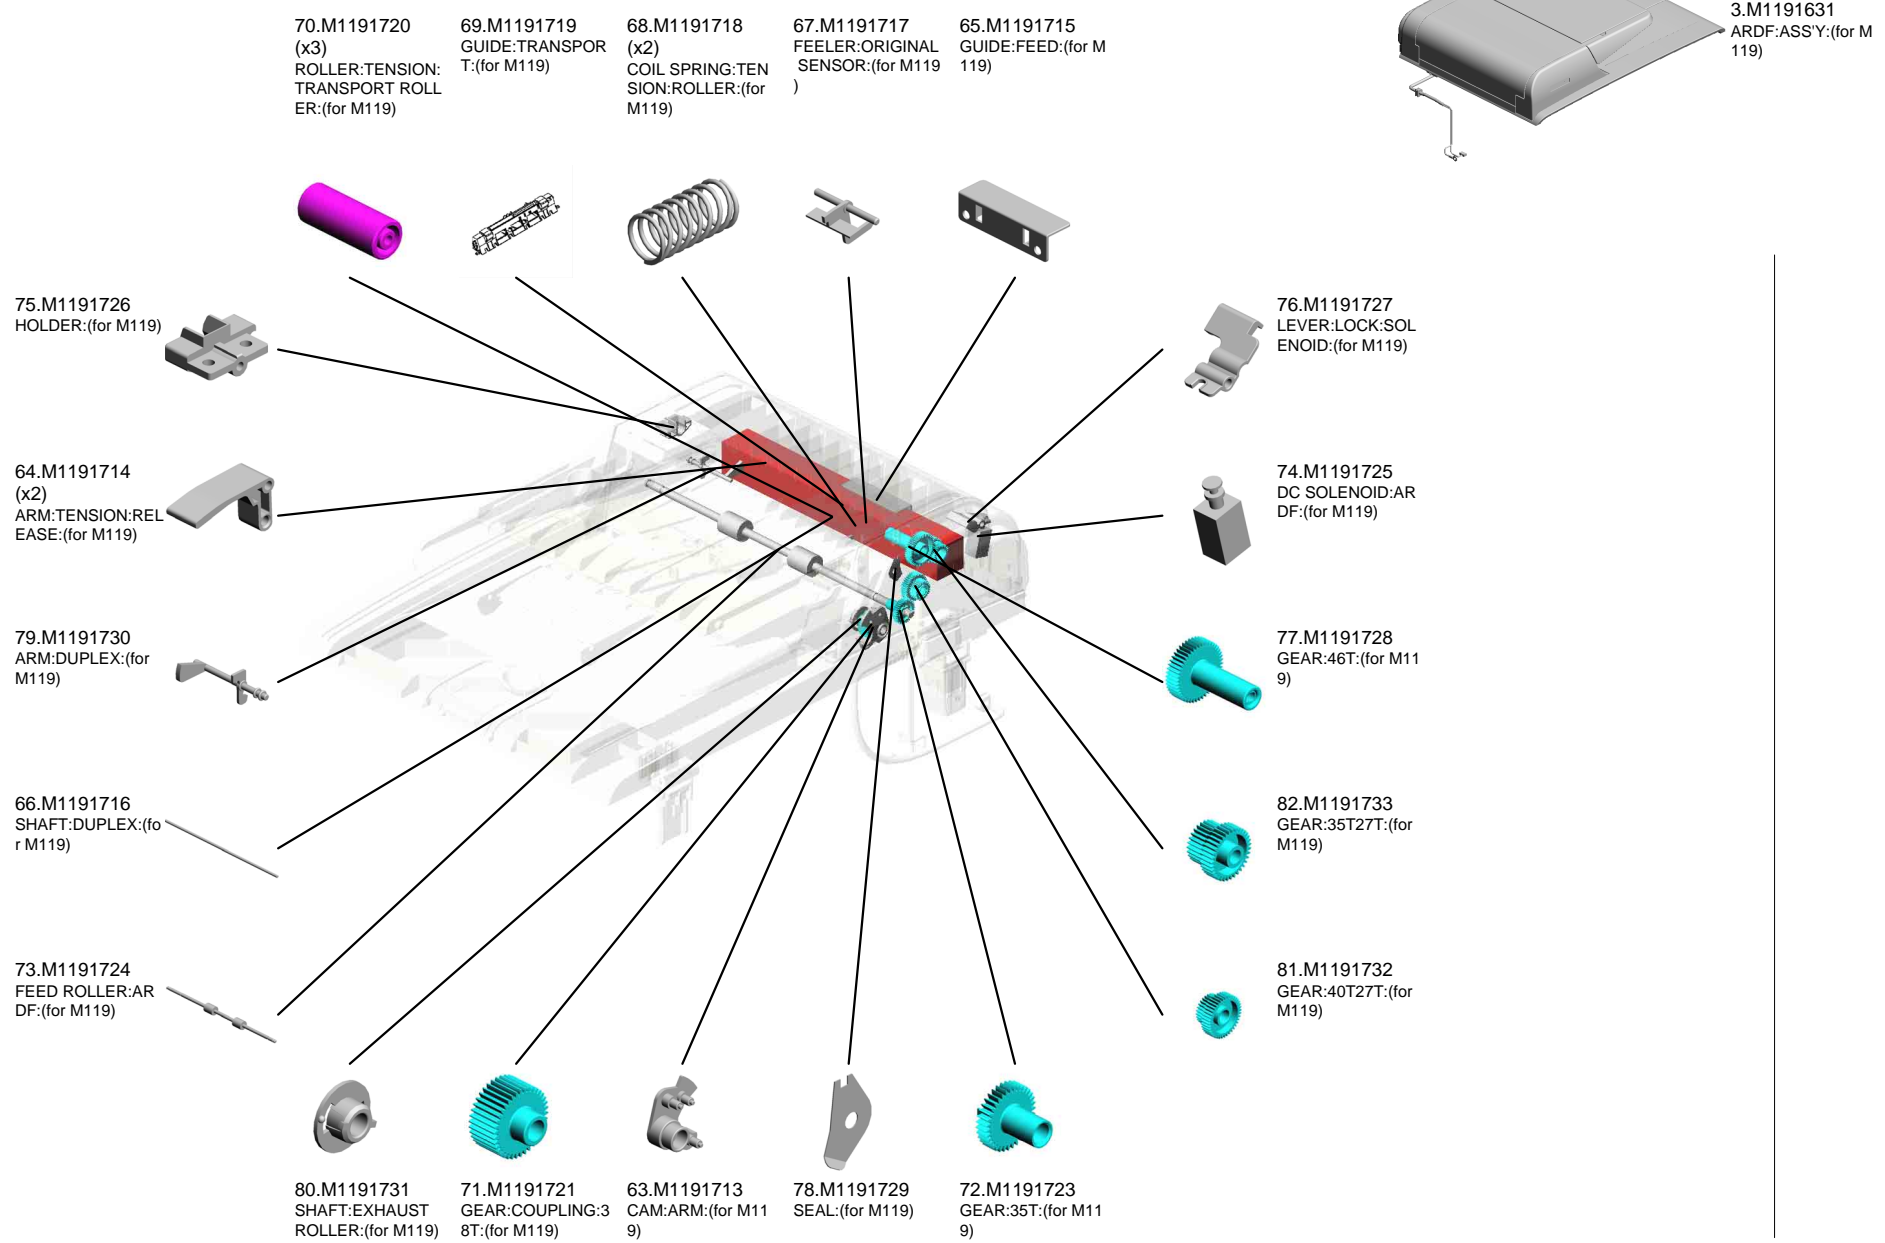 70.M1191720
(x3)
ROLLER:TENSION:
TRANSPORT ROLL
ER:(for M119)
69.M1191719
GUIDE:TRANSPOR
T:(for M119)
68.M1191718
(x2)
COIL SPRING:TEN
SION:ROLLER:(for
M119)
67.M1191717
FEELER:ORIGINAL
SENSOR:(for M119
)
65.M1191715
GUIDE:FEED:(for M
119)
3.M1191631
ARDF:ASS'Y:(for M
119)
75.M1191726
HOLDER:(for M119)
76.M1191727
LEVER:LOCK:SOL
ENOID:(for M119)
64.M1191714
(x2)
ARM:TENSION:REL
EASE:(for M119)
74.M1191725
DC SOLENOID:AR
DF:(for M119)
79.M1191730
ARM:DUPLEX:(for
M119)
77.M1191728
GEAR:46T:(for M11
9)
66.M1191716
SHAFT:DUPLEX:(fo
r M119)
82.M1191733
GEAR:35T27T:(for
M119)
73.M1191724
FEED ROLLER:AR
DF:(for M119)
81.M1191732
GEAR:40T27T:(for
M119)
80.M1191731
SHAFT:EXHAUST
ROLLER:(for M119)
71.M1191721
GEAR:COUPLING:3
8T:(for M119)
63.M1191713
CAM:ARM:(for M11
9)
78.M1191729
SEAL:(for M119)
72.M1191723
GEAR:35T:(for M11
9)